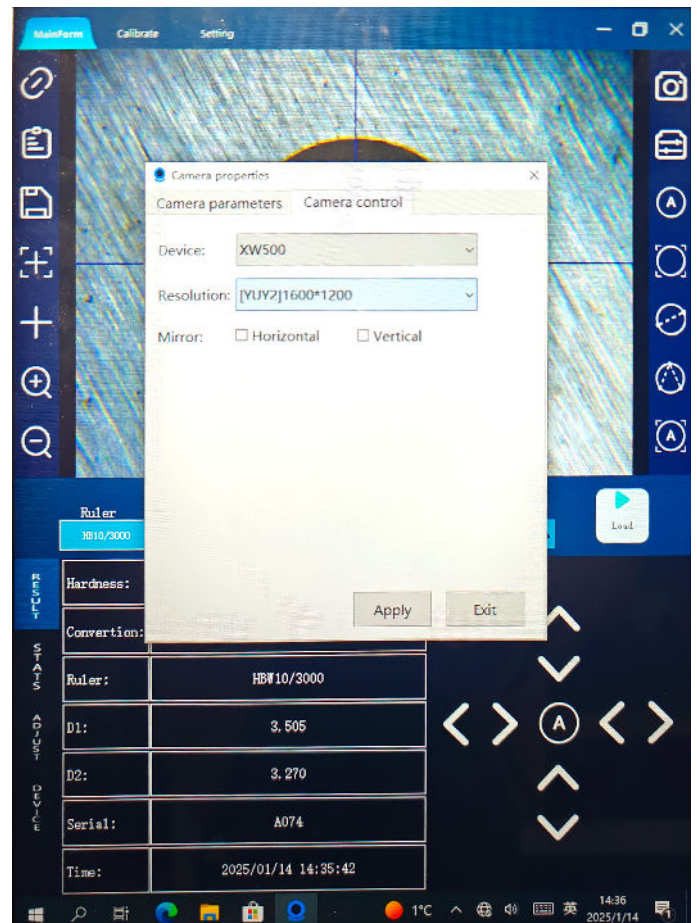 MainForm Calibrate Setting
Camera properties
Camera parameters Camera control
Device: XW500
Resolution: [YUY2]1600*1200
Mirror: Horizontal Vertical
Apply Exit
Ruler
HB10/3000
Load
RESULT
STATS
ADJUST
DEVICE
Hardness:
Convertion:
Ruler: HBW10/3000
D1: 3.505
D2: 3.270
Serial: A074
Time: 2025/01/14 14:35:42
A
A
A
1°C 英 14:36
2025/1/14